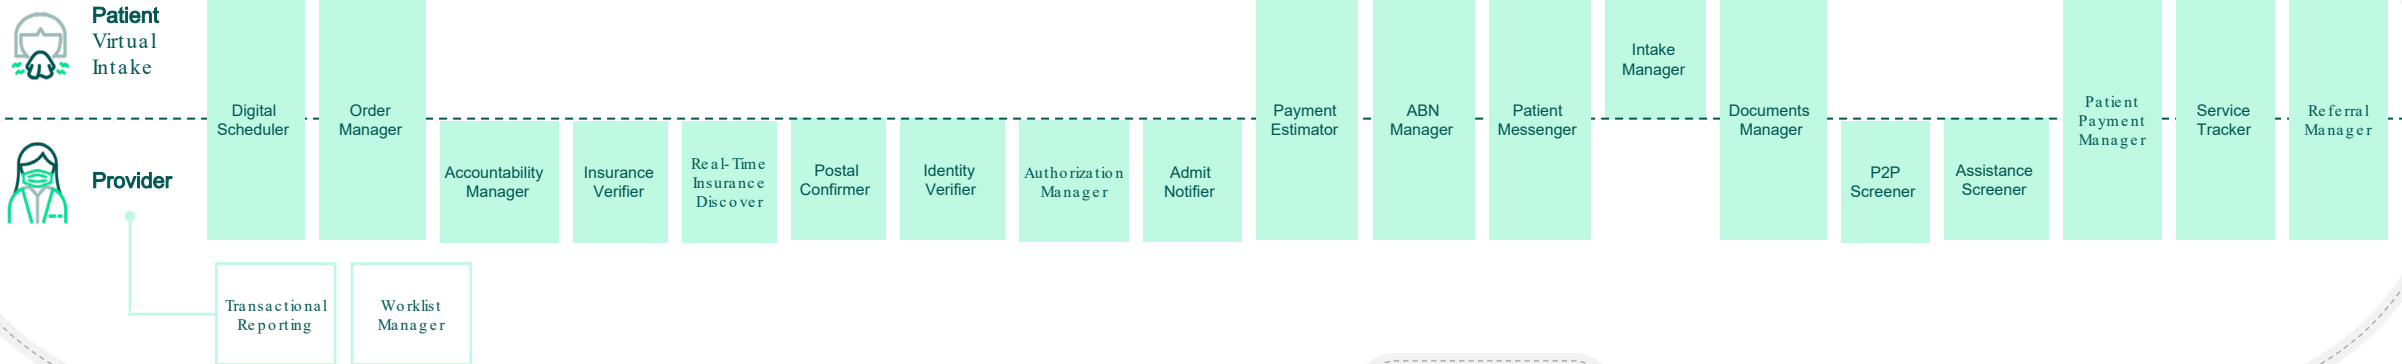 Patient
Virtual
Intake
Digital
Scheduler
Order
Manager
Payment
Estimator
ABN
Manager
Patient
Messenger
Intake
Manager
Documents
Manager
Patient
Payment
Manager
Service
Tracker
Referral
Manager
Provider
Accountability
Manager
Insurance
Verifier
Real-Time
Insurance
Discover
Postal
Confirmer
Identity
Verifier
Authorization
Manager
Admit
Notifier
P2P
Screener
Assistance
Screener
Transactional
Reporting
Worklist
Manager